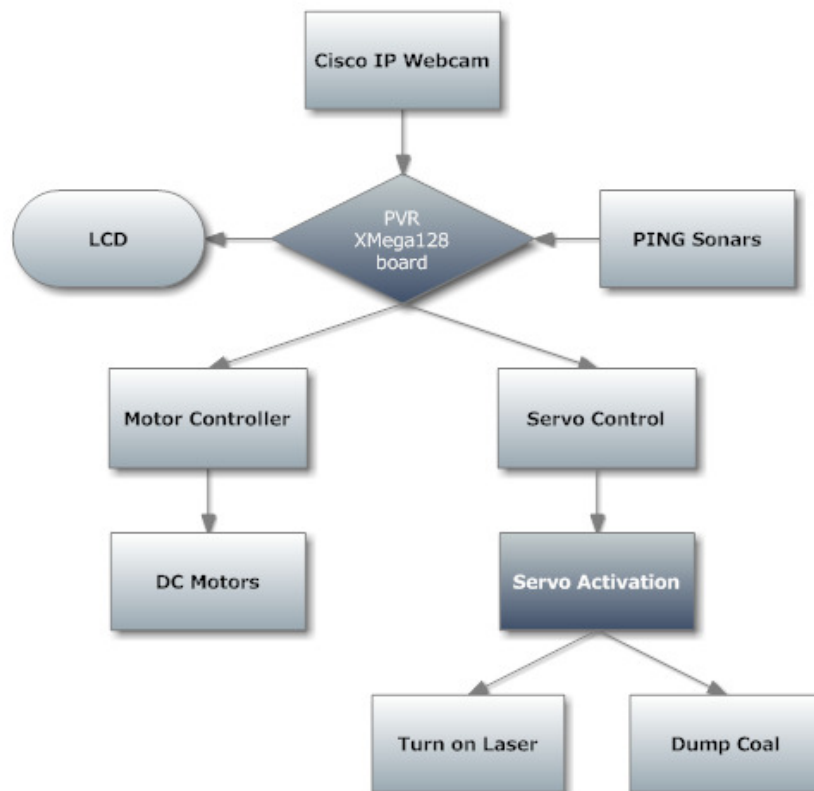 Cisco IP Webcam
LCD
PVR
XMega128
board
PING Sonars
Motor Controller
Servo Control
DC Motors
Servo Activation
Turn on Laser
Dump Coal